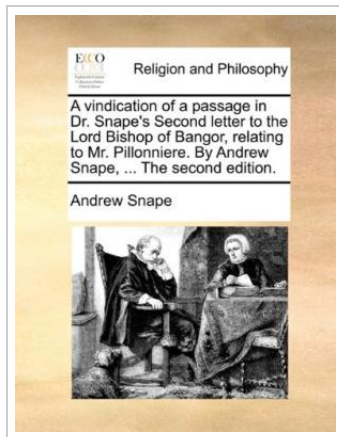 ECCO
Religion and Philosophy
A vindication of a passage in
Dr. Snape's Second letter to the
Lord Bishop of Bangor, relating
to Mr. Pillonniere. By Andrew
Snape, ... The second edition.
Andrew Snape